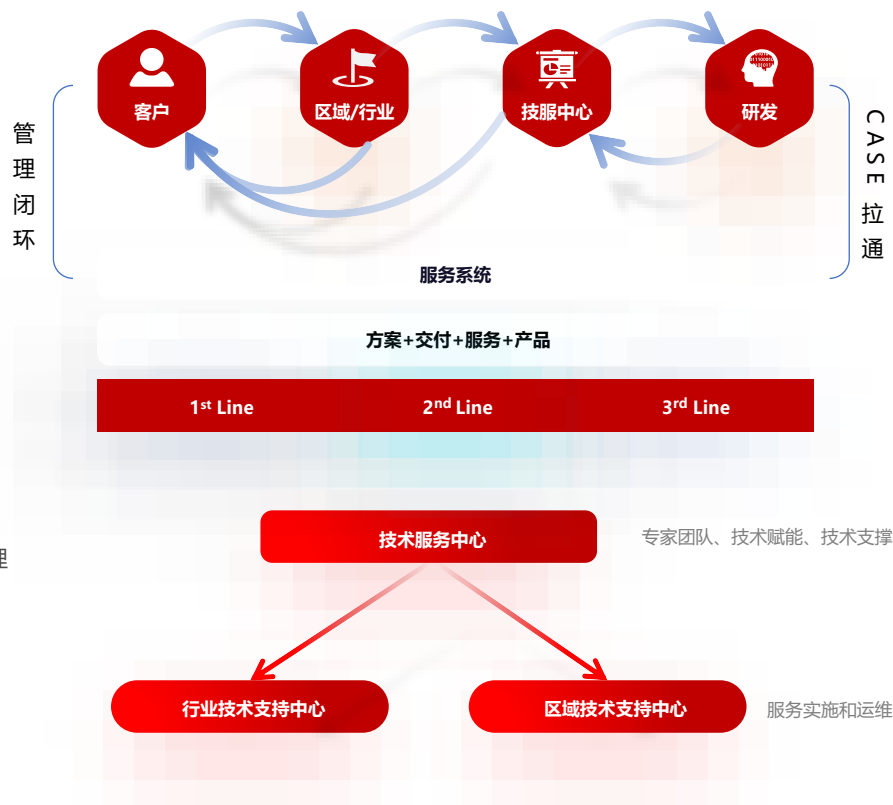 客户
区域/行业
技服中心
研发
管理闭环
CASE 拉通
服务系统
方案+交付+服务+产品
1st Line
2nd Line
3rd Line
技术服务中心
专家团队、技术赋能、技术支撑
理
行业技术支持中心
区域技术支持中心
服务实施和运维